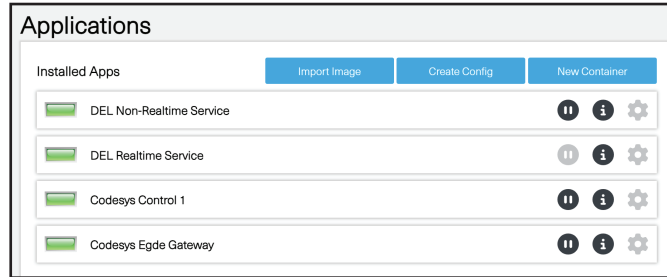 Applications
Installed Apps
Import Image
Create Config
New Container
DEL Non-Realtime Service
DEL Realtime Service
Codesys Control 1
Codesys Egde Gateway